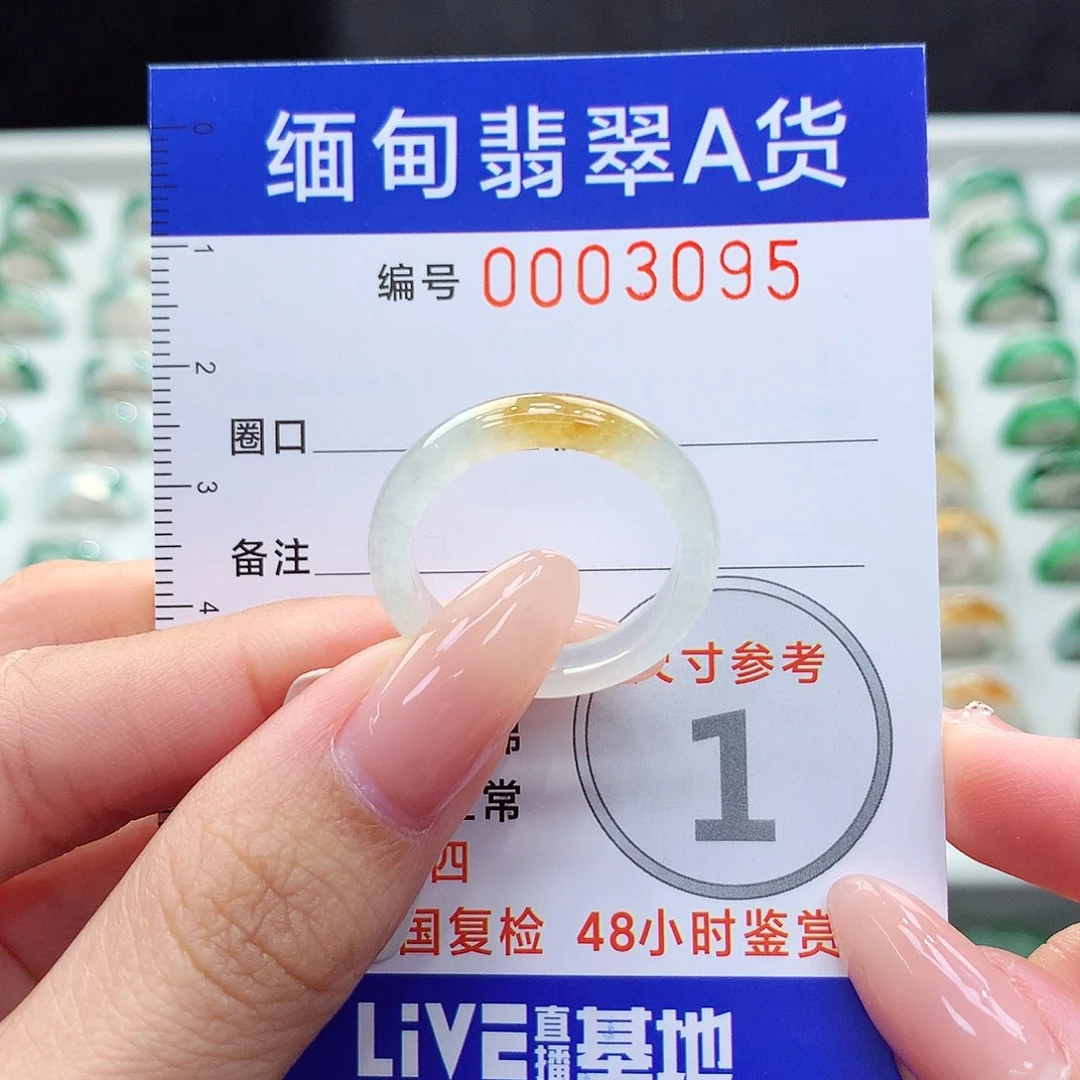 缅甸翡翠A货
编号 0003095
0
1
2
3
4
圈口
备注
尺寸参考
1
常
四
国复检 48小时鉴赏
LiVE直播基地